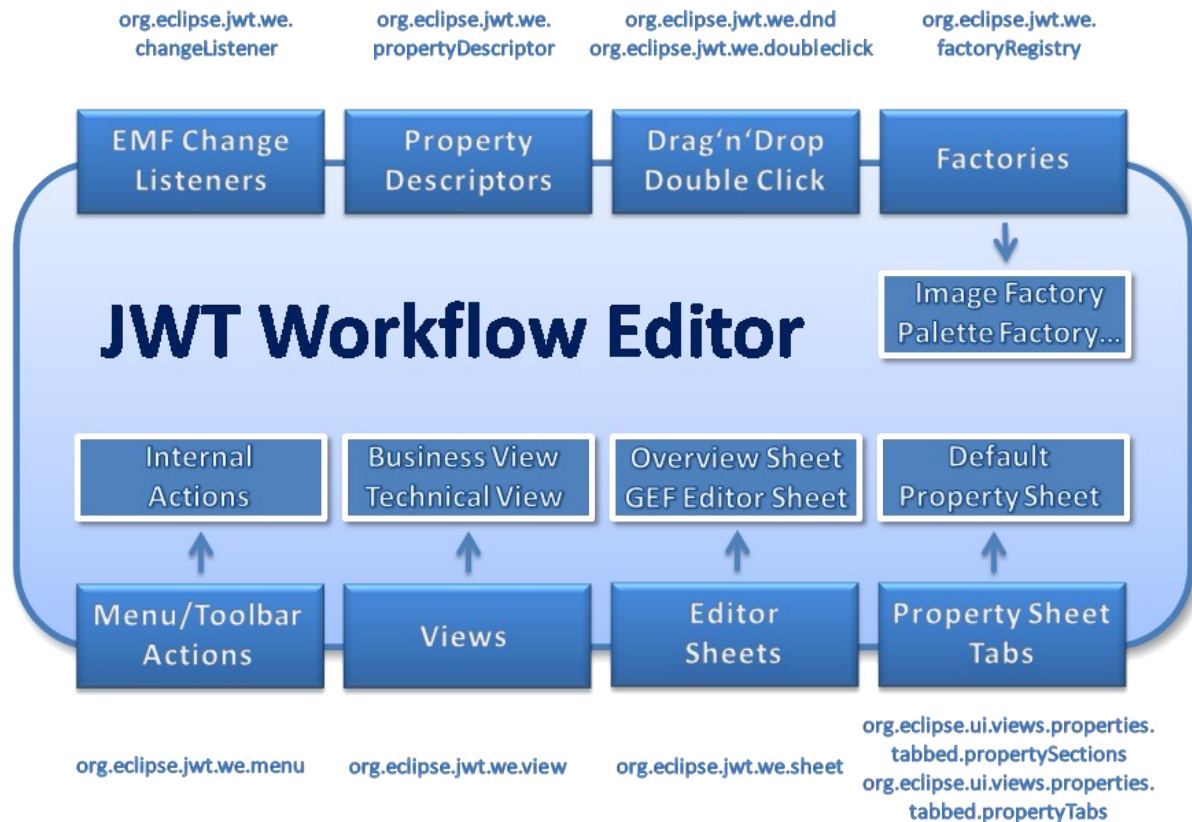 org.eclipse.jwt.we.
changeListener
org.eclipse.jwt.we.
propertyDescriptor
org.eclipse.jwt.we.dnd
org.eclipse.jwt.we.doubleclick
org.eclipse.jwt.we.
factoryRegistry
EMF Change
Listeners
Property
Descriptors
Drag‘n‘Drop
Double Click
Factories
Image Factory
Palette Factory...
JWT Workflow Editor
Internal
Actions
Business View
Technical View
Overview Sheet
GEF Editor Sheet
Default
Property Sheet
Menu/Toolbar
Actions
Views
Editor
Sheets
Property Sheet
Tabs
org.eclipse.jwt.we.menu
org.eclipse.jwt.we.view
org.eclipse.jwt.we.sheet
org.eclipse.ui.views.properties.
tabbed.propertySections
org.eclipse.ui.views.properties.
tabbed.propertyTabs